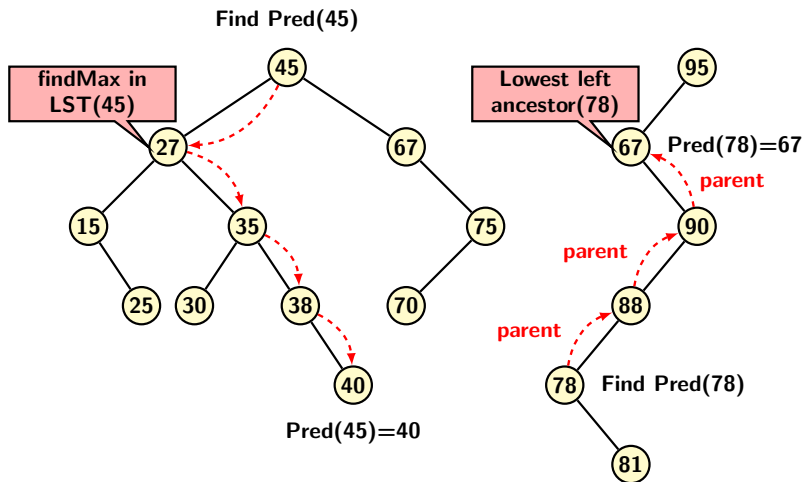 Find Pred(45)
45
95
findMax in
LST(45)
Lowest left
ancestor(78)
27
67
67
Pred(78)=67
parent
15
35
75
90
parent
25
30
38
70
88
parent
40
78
Find Pred(78)
Pred(45)=40
81